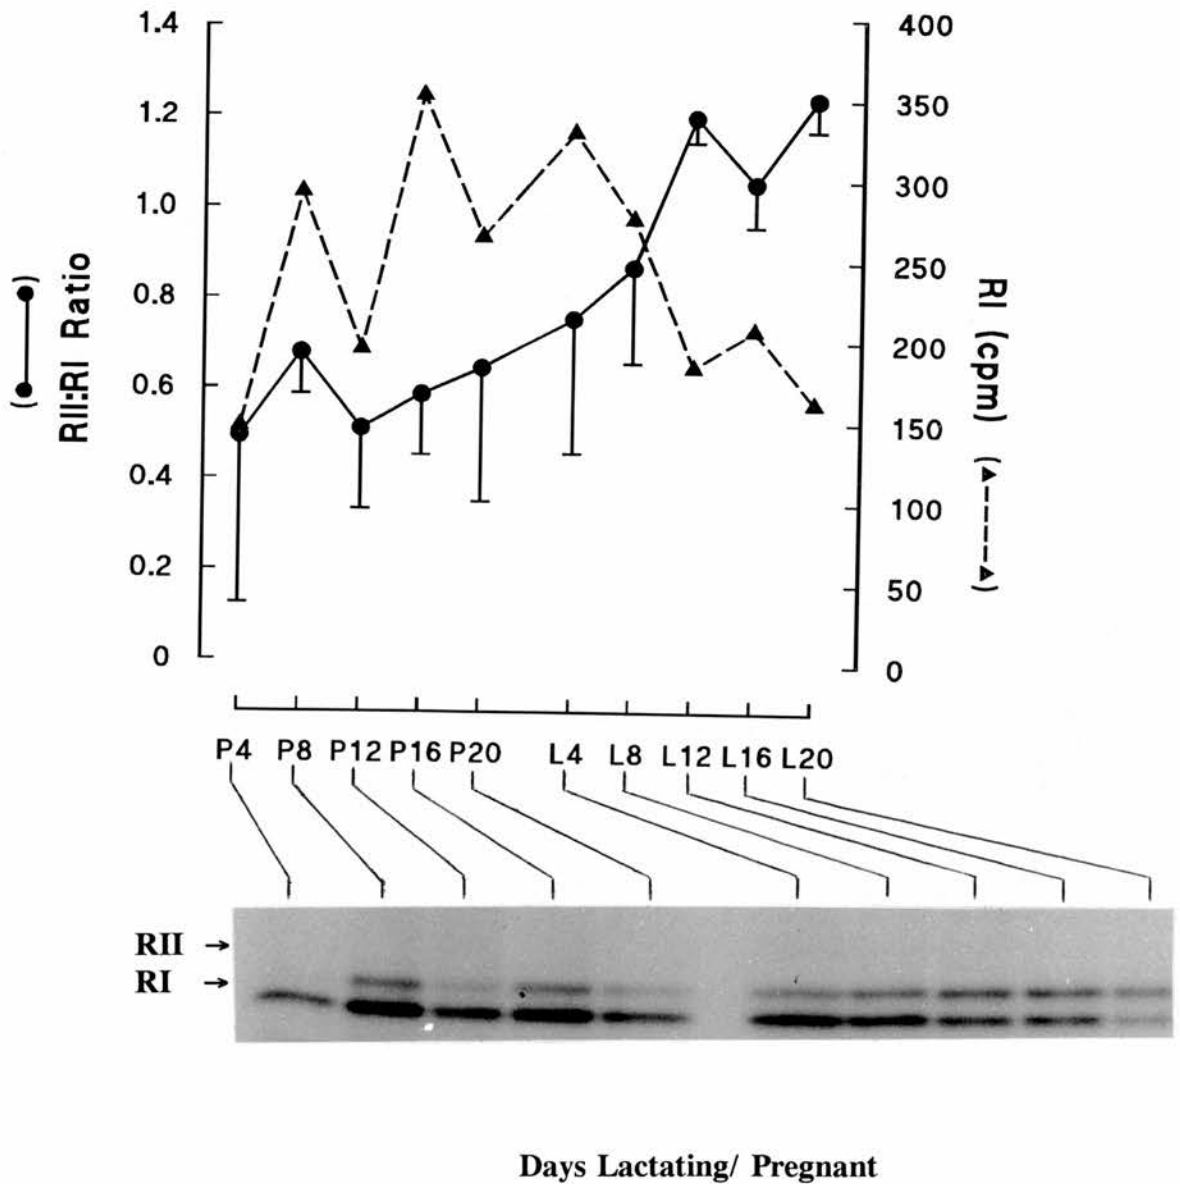 1.4
1.2
1.0
0.8
0.6
0.4
0.2
0
RII:RI Ratio
400
350
300
250
200
150
100
50
0
RI (cpm)
P4 P8 P12 P16 P20 L4 L8 L12 L16 L20
RII →
RI →
Days Lactating/ Pregnant